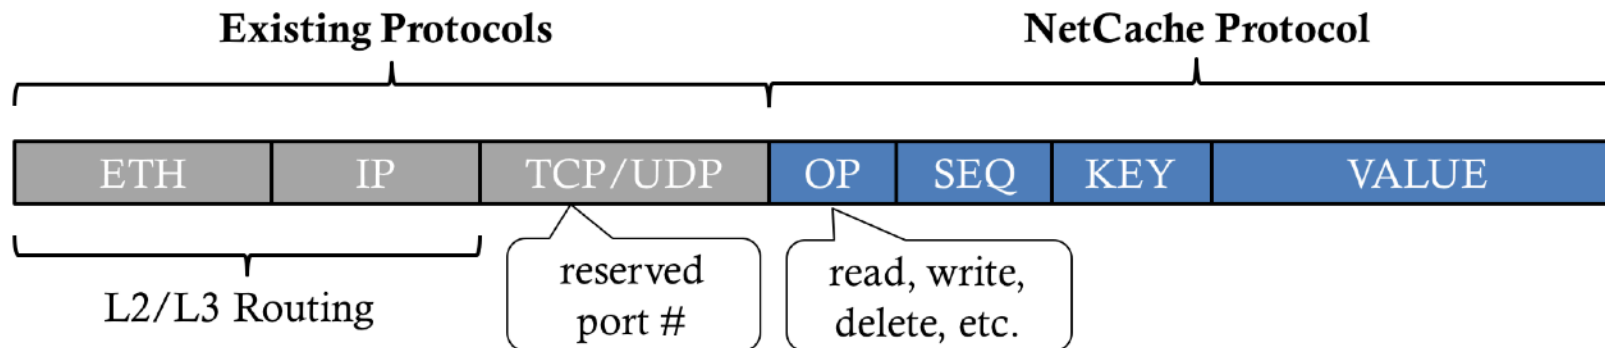 Existing Protocols
NetCache Protocol
ETH
IP
TCP/UDP
OP
SEQ
KEY
VALUE
L2/L3 Routing
reserved
port #
read, write,
delete, etc.